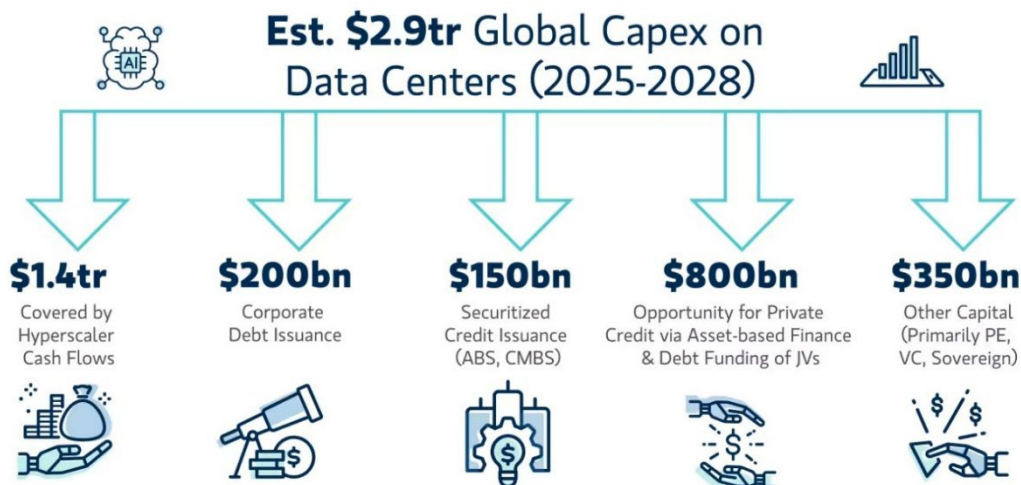 Est. $2.9tr Global Capex on
Data Centers (2025-2028)
AI
$1.4tr
Covered by
Hyperscaler
Cash Flows
$200bn
Corporate
Debt Issuance
$150bn
Securitized
Credit Issuance
(ABS, CMBS)
$800bn
Opportunity for Private
Credit via Asset-based Finance
& Debt Funding of JVs
$350bn
Other Capital
(Primarily PE,
VC, Sovereign)
$
$
$
$
$